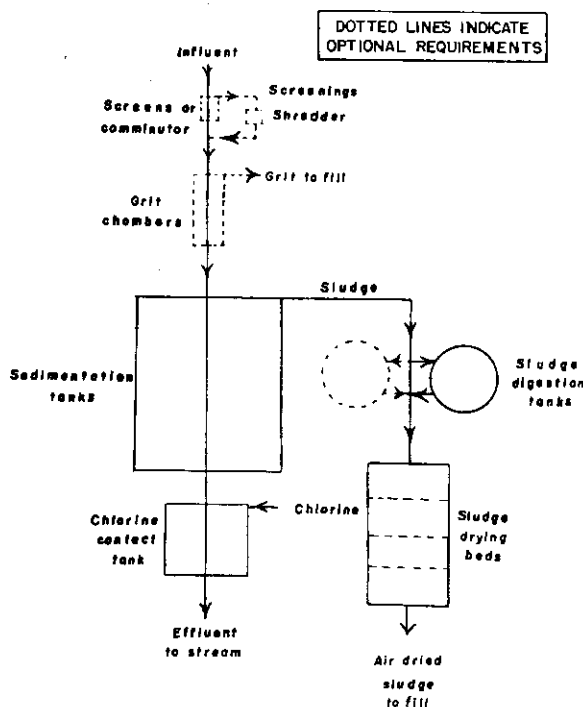 DOTTED LINES INDICATE
OPTIONAL REQUIREMENTS
Influent
Screenings
Screens or
comminutor
Shredder
Grit to fill
Grit
chambers
Sludge
Sedimentation
tanks
Sludge
digestion
tanks
Chlorine
Chlorine
contact
tank
Sludge
drying
beds
Effluent
to stream
Air dried
sludge
to fill